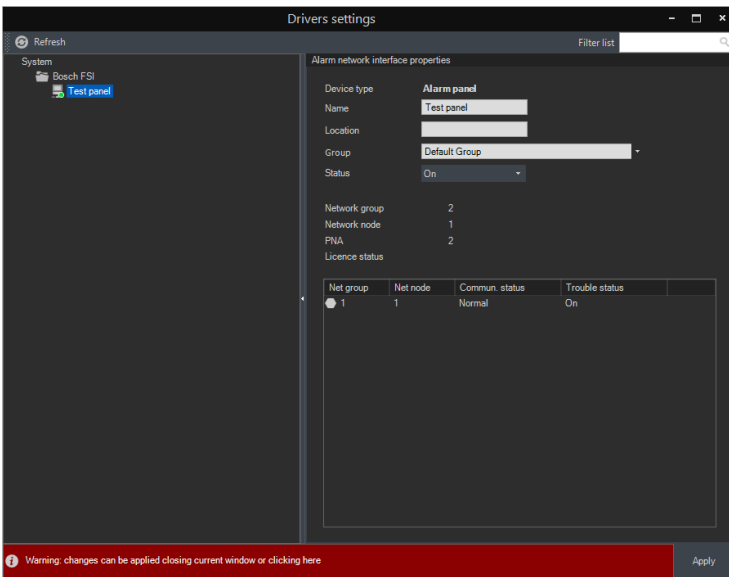 Drivers settings
Refresh
Filter list
System
Bosch FSI
Test panel
Alarm network interface properties
Device type Alarm panel
Name Test panel
Location
Group Default Group
Status On
Network group 2
Network node 1
PNA 2
Licence status
Net group Net node Commun. status Trouble status
1 1 Normal On
Warning: changes can be applied closing current window or clicking here
Apply